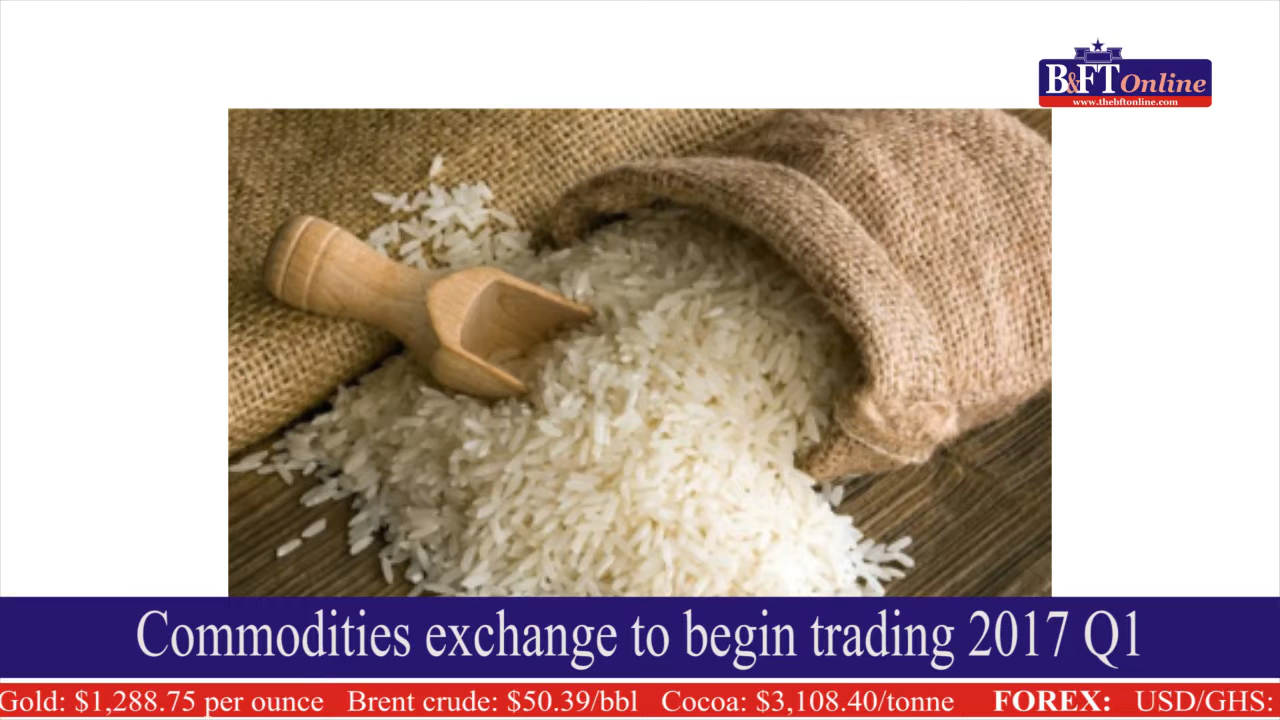 B&FT Online
www.thebftonline.com
Commodities exchange to begin trading 2017 Q1
Gold: $1,288.75 per ounce Brent crude: $50.39/bbl Cocoa: $3,108.40/tonne FOREX: USD/GHS: